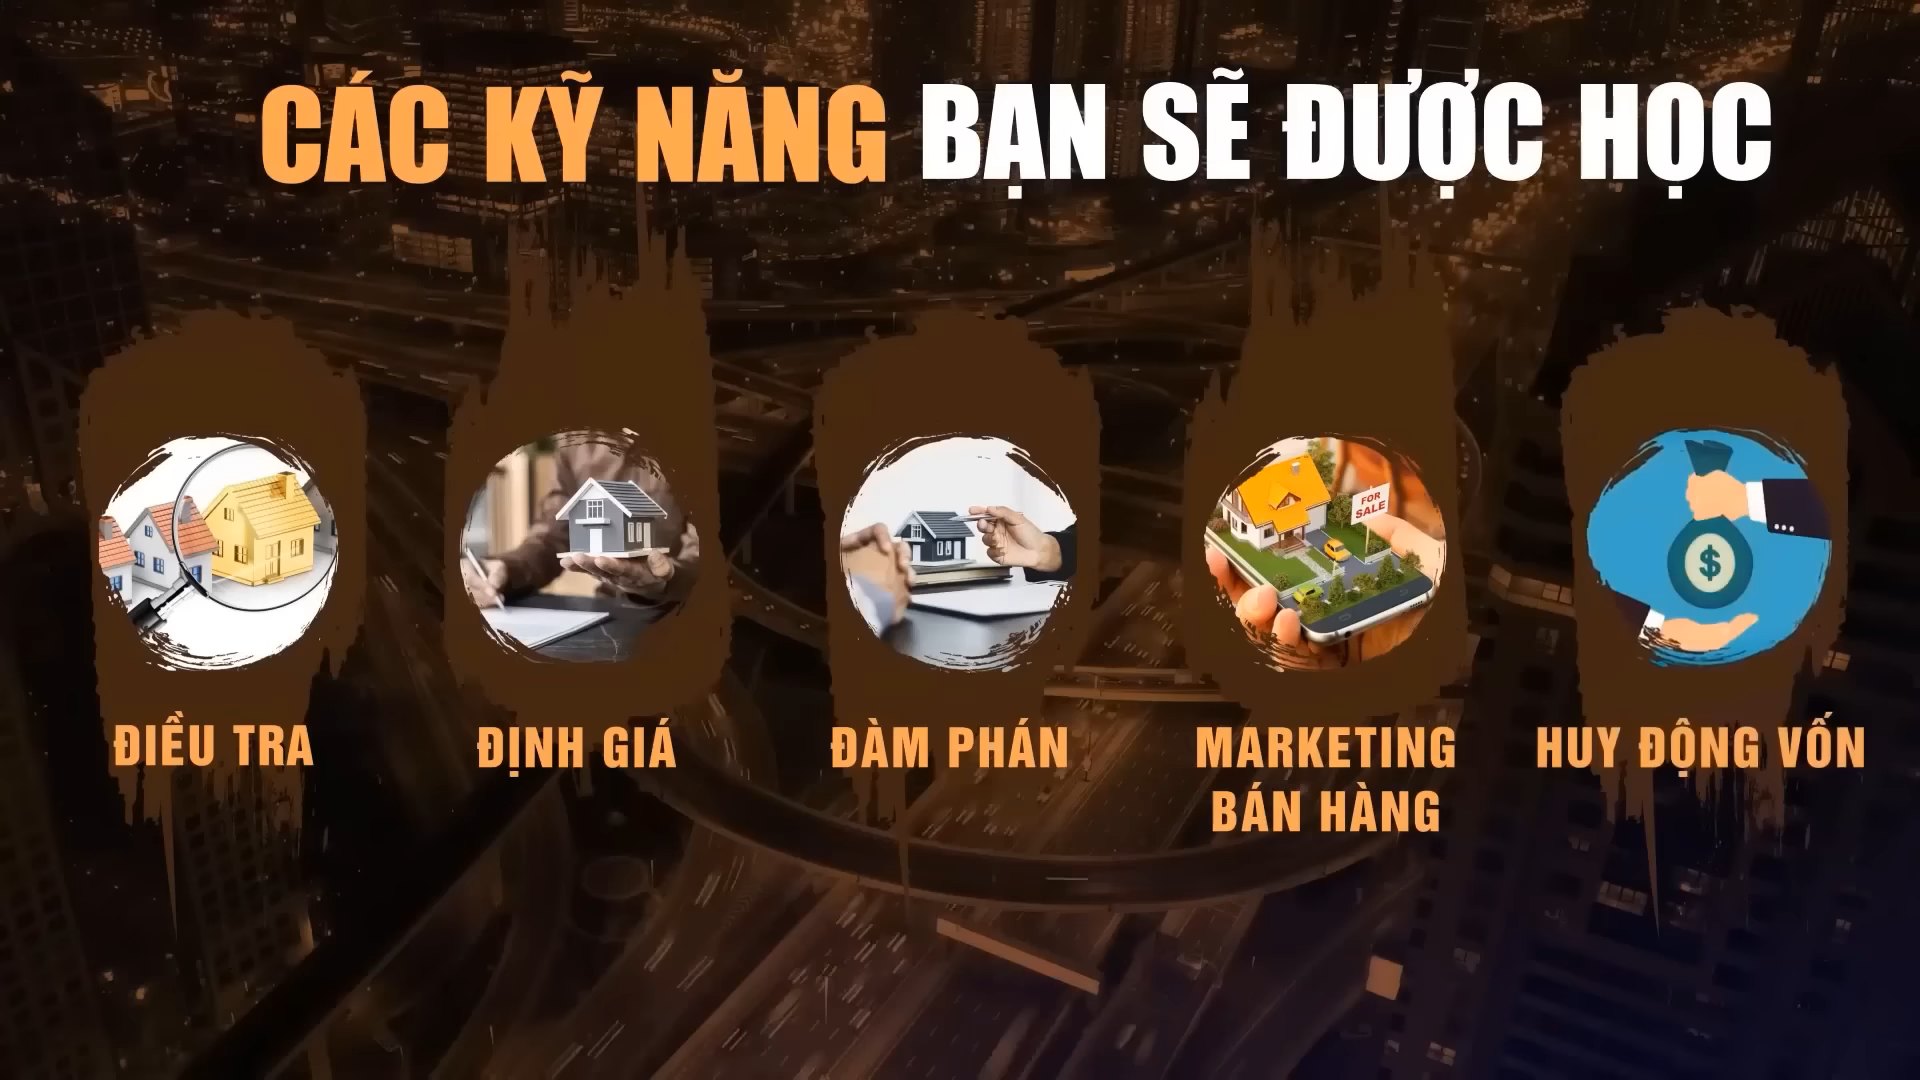 CÁC KỸ NĂNG BẠN SẼ ĐƯỢC HỌC
FOR
SALE
$
ĐIỀU TRA
ĐỊNH GIÁ
ĐÀM PHÁN
MARKETING
BÁN HÀNG
HUY ĐỘNG VỐN